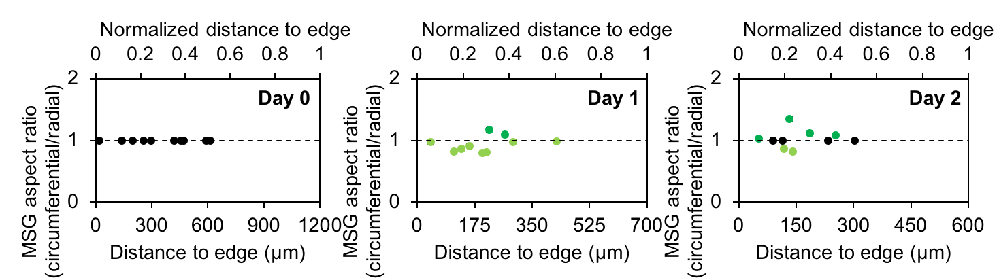 Normalized distance to edge
0 0.2 0.4 0.6 0.8 1
2
1
0
Day 0
MSG aspect ratio
(circumferential/radial)
0 300 600 900 1200
Distance to edge (µm)
Normalized distance to edge
0 0.2 0.4 0.6 0.8 1
2
1
0
Day 1
MSG aspect ratio
(circumferential/radial)
0 175 350 525 700
Distance to edge (µm)
Normalized distance to edge
0 0.2 0.4 0.6 0.8 1
2
1
0
Day 2
MSG aspect ratio
(circumferential/radial)
0 150 300 450 600
Distance to edge (µm)